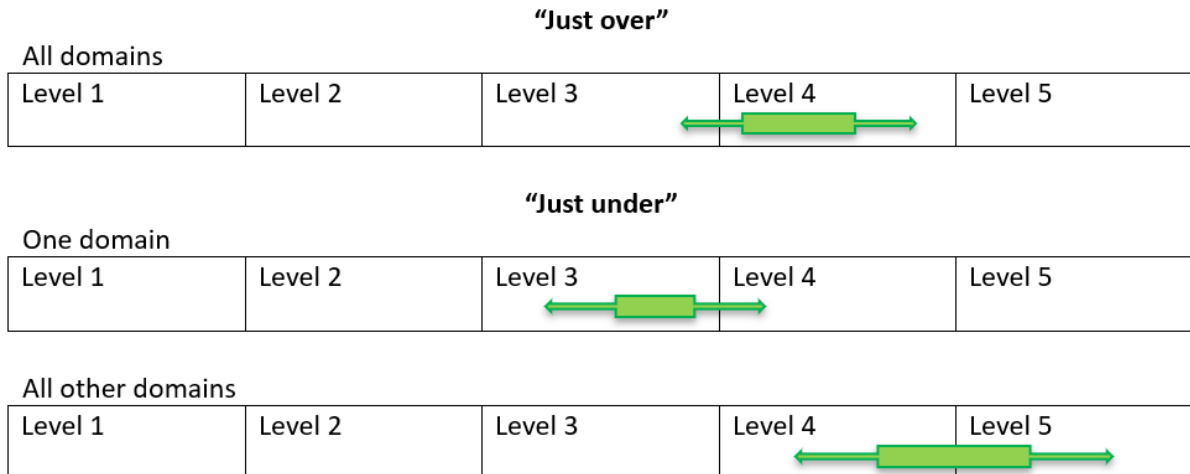 “Just over”
All domains
Level 1 Level 2 Level 3 Level 4 Level 5
“Just under”
One domain
Level 1 Level 2 Level 3 Level 4 Level 5
All other domains
Level 1 Level 2 Level 3 Level 4 Level 5